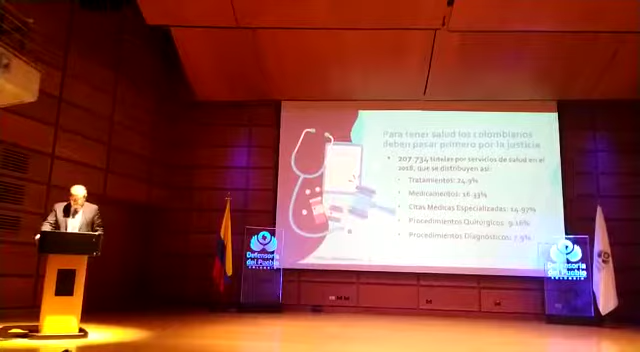 Para tener salud los colombianos
deben pasar primero por la justicia
• 207.734 tutelas por servicios de salud en el
2018, que se distribuyen así:
• Tratamientos: 24.9%
• Medicamentos: 16.33%
• Citas Médicas Especializadas: 14.97%
• Procedimientos Quirúrgicos: 9.16%
• Procedimientos Diagnósticos: 7.9%
Defensoría
del Pueblo
COLOMBIA
Defensoría
del Pueblo
COLOMBIA